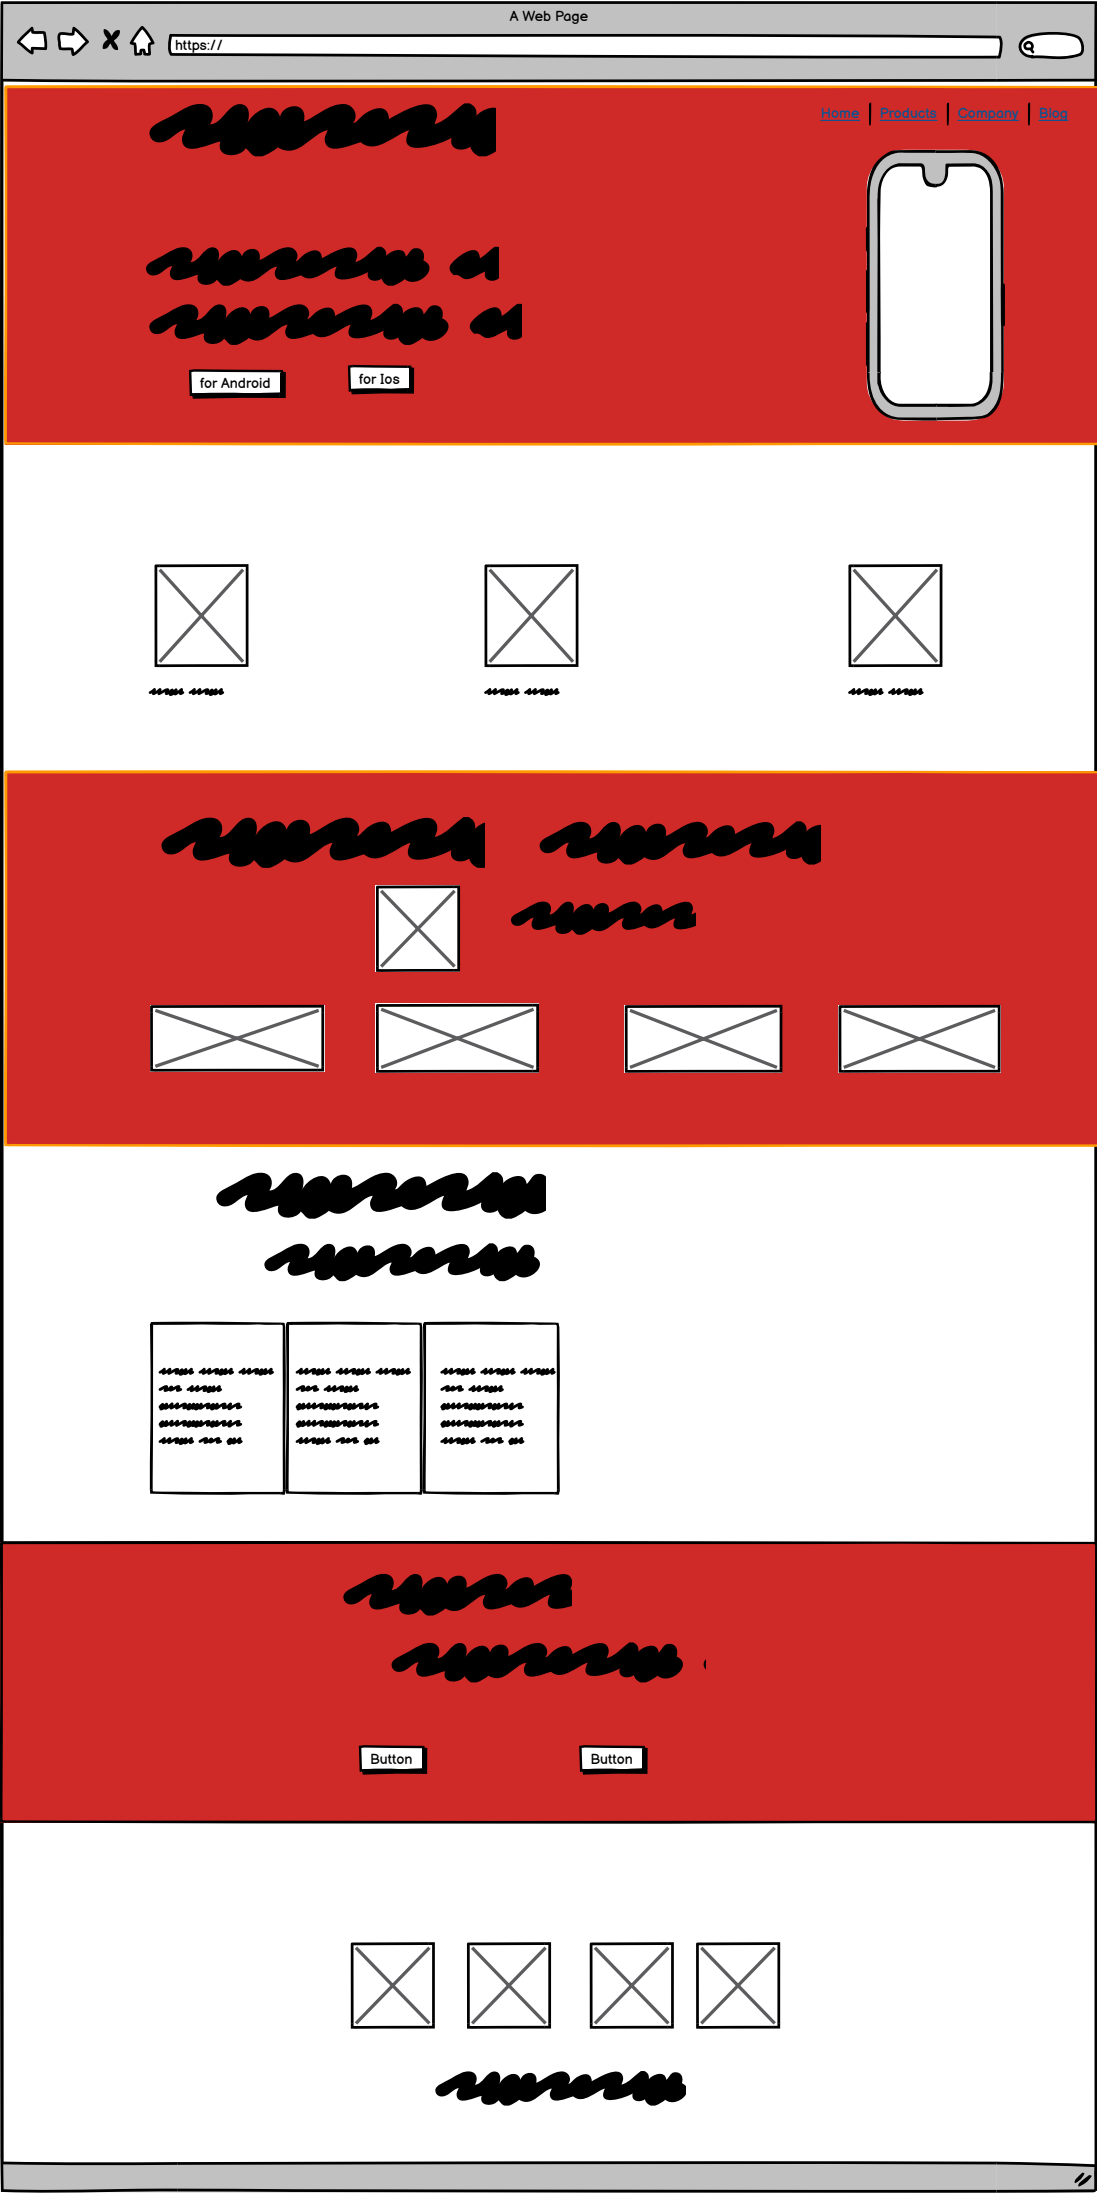 A Web Page
https://
Home Products Company Blog
for Android for Ios
Button Button